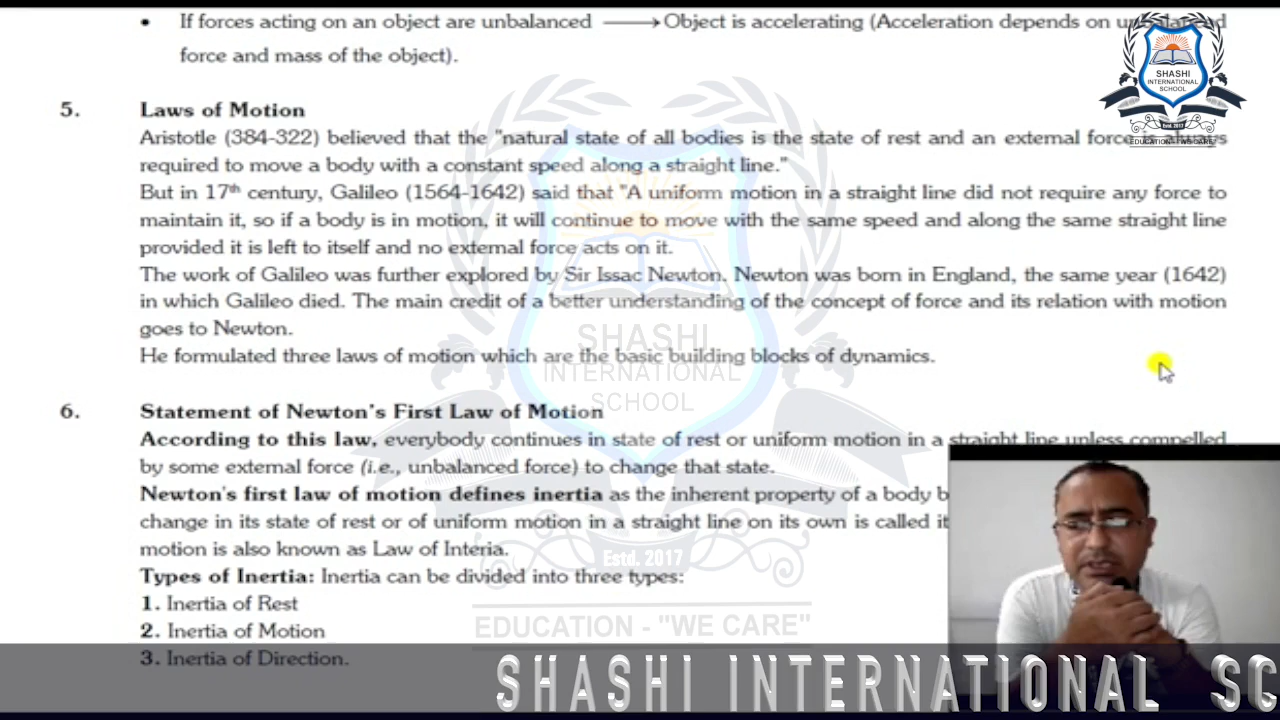 • If forces acting on an object are unbalanced ⟶ Object is accelerating (Acceleration depends on
force and mass of the object).
5. Laws of Motion
Aristotle (384-322) believed that the "natural state of all bodies is the state of rest and an external force is always
required to move a body with a constant speed along a straight line."
But in 17th century, Galileo (1564-1642) said that "A uniform motion in a straight line did not require any force to
maintain it, so if a body is in motion, it will continue to move with the same speed and along the same straight line
provided it is left to itself and no external force acts on it.
The work of Galileo was further explored by Sir Issac Newton. Newton was born in England, the same year (1642)
in which Galileo died. The main credit of a better understanding of the concept of force and its relation with motion
goes to Newton.
He formulated three laws of motion which are the basic building blocks of dynamics.
6. Statement of Newton's First Law of Motion
According to this law, everybody continues in state of rest or uniform motion in a straight line unless compelled
by some external force (i.e., unbalanced force) to change that state.
Newton's first law of motion defines inertia as the inherent property of a body b
change in its state of rest or of uniform motion in a straight line on its own is called it
motion is also known as Law of Interia.
Types of Inertia: Inertia can be divided into three types:
1. Inertia of Rest
2. Inertia of Motion
3. Inertia of Direction.
SHASHI
INTERNATIONAL
SCHOOL
Estd. 2017
EDUCATION - "WE CARE"
SHASHI
INTERNATIONAL
SCHOOL
Estd. 2017
EDUCATION - "WE CARE"
SHASHI INTERNATIONAL SC